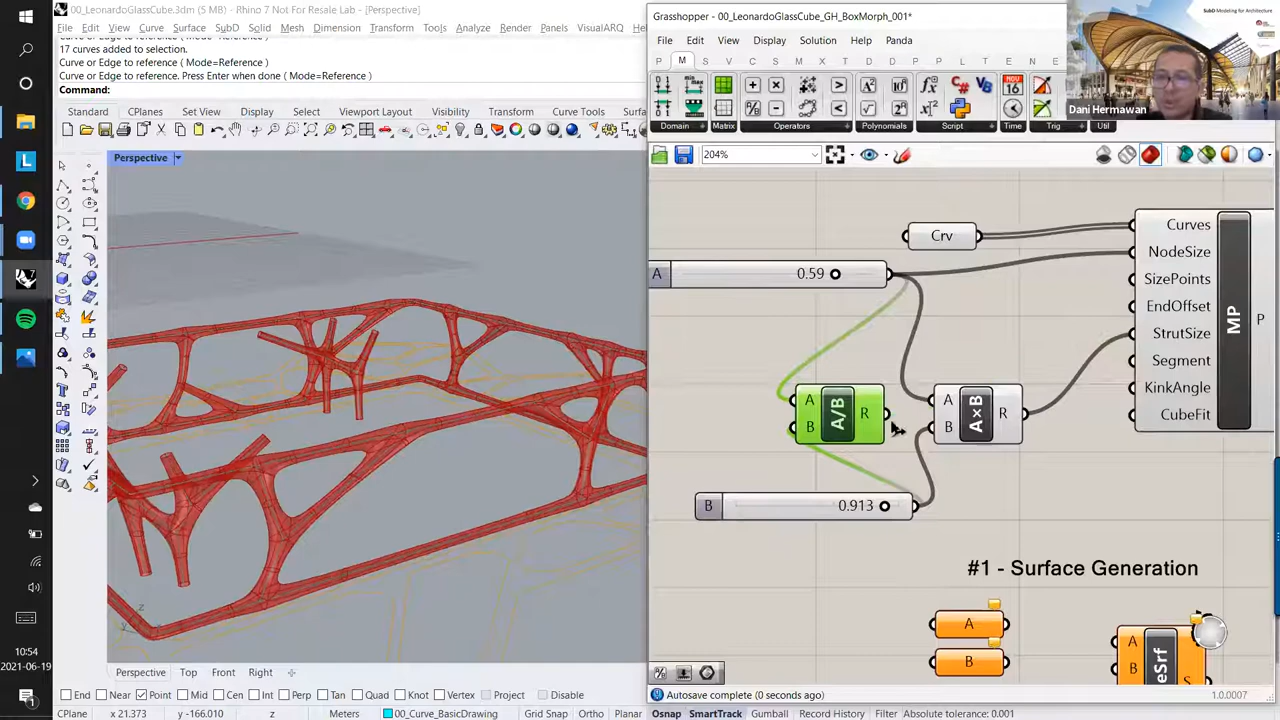 00_LeonardoGlassCube.3dm (5 MB) - Rhino 7 Not For Resale Lab - [Perspective]
File Edit View Curve Surface SubD Solid Mesh Dimension Transform Tools Analyze Render Panels VisualARQ
17 curves added to selection.
Curve or Edge to reference ( Mode=Reference )
Curve or Edge to reference. Press Enter when done ( Mode=Reference )
Command:
Standard CPlanes Set View Display Select Viewport Layout Visibility Transform Curve Tools
Perspective
Perspective Top Front Right
End Near Point Mid Cen Int Perp Tan Quad Knot Vertex Project Disable
CPlane x 21.373 y -166.010 z Meters 00_Curve_BasicDrawing Grid Snap Ortho Planar Osnap SmartTrack Gumball Record History Filter Absolute tolerance: 0.001
10:54
2021-06-19
Grasshopper - 00_LeonardoGlassCube_GH_BoxMorph_001*
File Edit View Display Solution Help Panda
P M S V C S M I T D W L K N E N E
Domain Matrix Operators Polynomials Script Time Trig Util
204%
Dani Hermawan
SubD Modeling for Architecture
Crv
A 0.59
A B A/B R
A B A×B R
B 0.913
Curves
NodeSize
SizePoints
EndOffset
StrutSize
Segment
KinkAngle
CubeFit
MP
P
#1 - Surface Generation
A
B
A
B
eSrf
S
Autosave complete (0 seconds ago)
1.0.0007